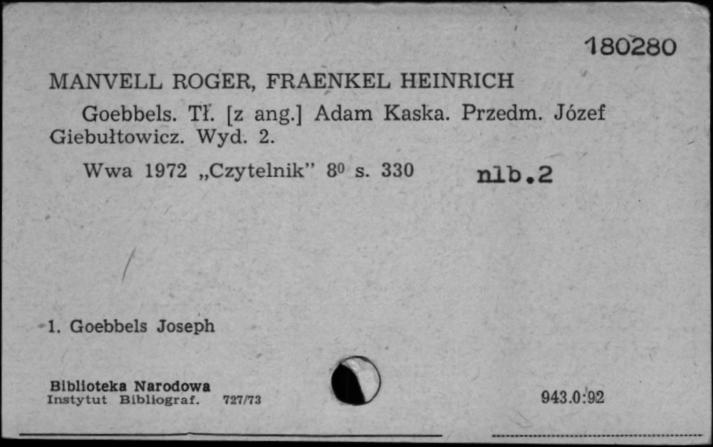 180280
MANVELL ROGER, FRAENKEL HEINRICH
Goebbels. Tł. [z ang.] Adam Kaska. Przedm. Józef
Giebułtowicz. Wyd. 2.
Wwa 1972 „Czytelnik” 8⁰ s. 330 nlb.2
1. Goebbels Joseph
Biblioteka Narodowa
Instytut Bibliograf. 727/73
943.0:92